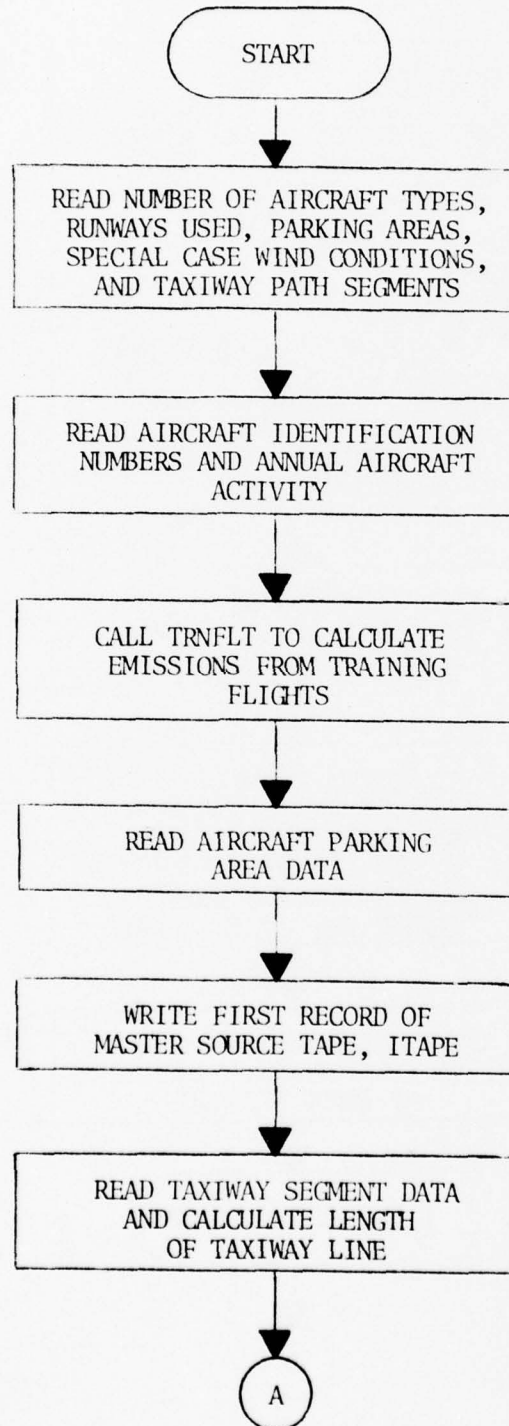 START
READ NUMBER OF AIRCRAFT TYPES,
RUNWAYS USED, PARKING AREAS,
SPECIAL CASE WIND CONDITIONS,
AND TAXIWAY PATH SEGMENTS
READ AIRCRAFT IDENTIFICATION
NUMBERS AND ANNUAL AIRCRAFT
ACTIVITY
CALL TRNFLT TO CALCULATE
EMISSIONS FROM TRAINING
FLIGHTS
READ AIRCRAFT PARKING
AREA DATA
WRITE FIRST RECORD OF
MASTER SOURCE TAPE, ITAPE
READ TAXIWAY SEGMENT DATA
AND CALCULATE LENGTH
OF TAXIWAY LINE
A